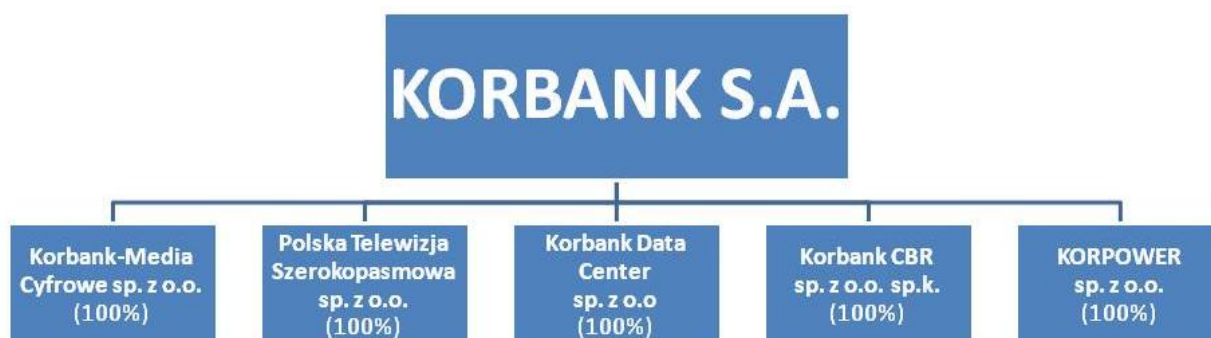 KORBANK S.A.
Korbank-Media
Cyfrowe sp. z o.o.
(100%)
Polska Telewizja
Szerokopasmowa
sp. z o.o.
(100%)
Korbank Data
Center
sp. z o.o
(100%)
Korbank CBR
sp. z o.o. sp.k.
(100%)
KORPOWER
sp. z o.o.
(100%)